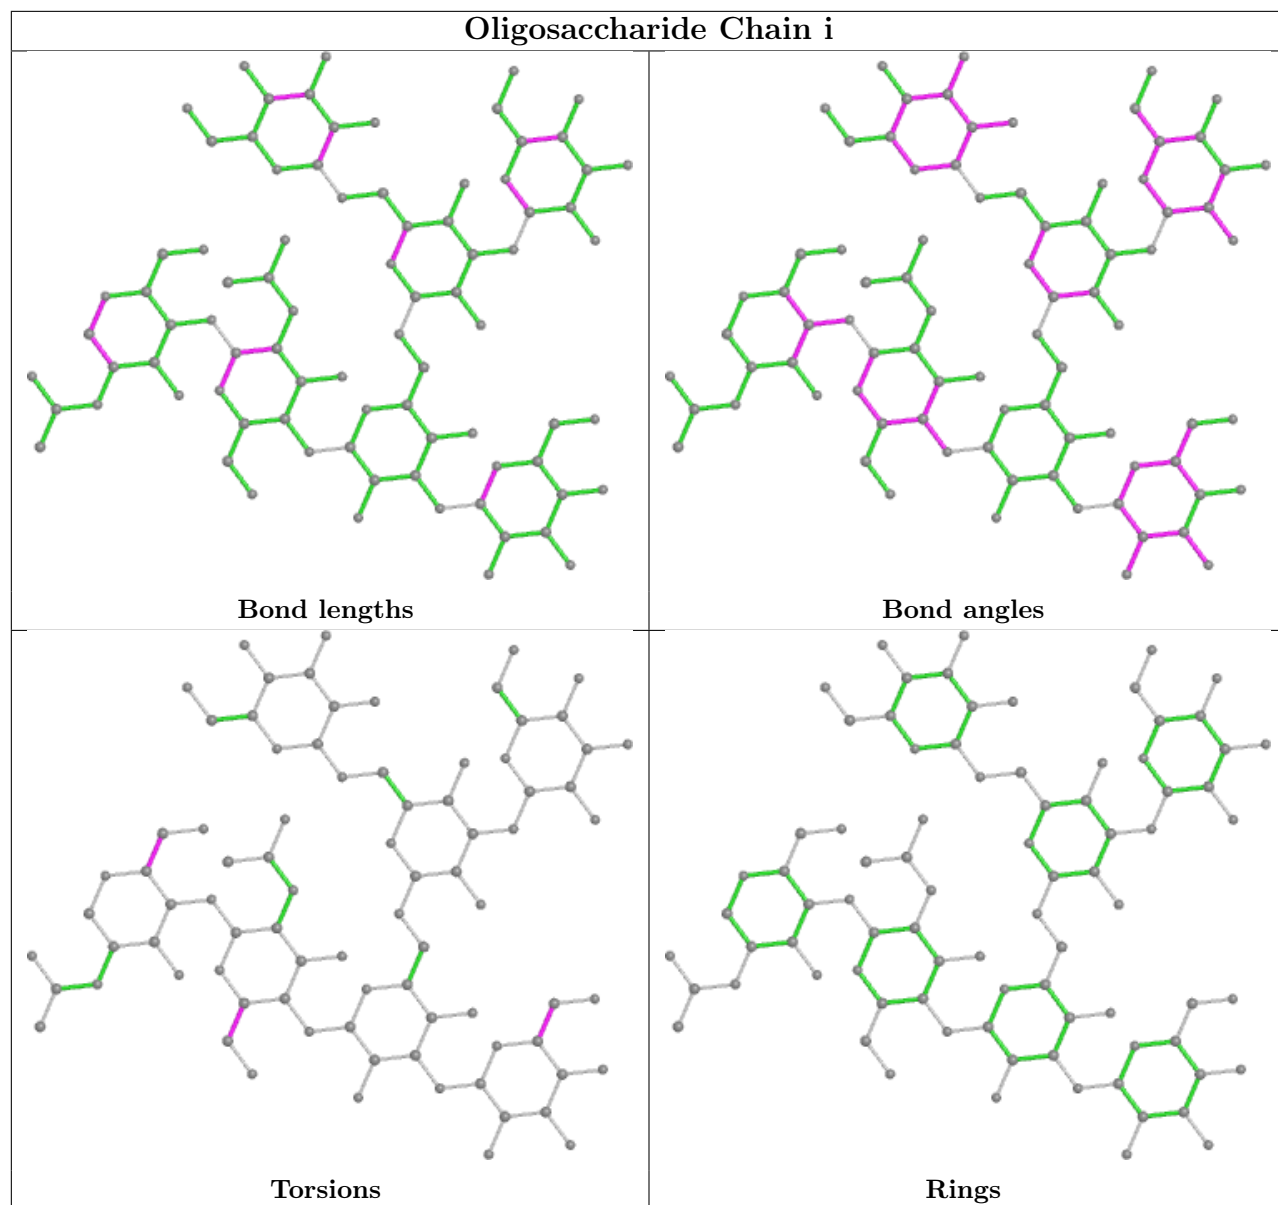 Oligosaccharide Chain i
Bond lengths
Bond angles
Torsions
Rings